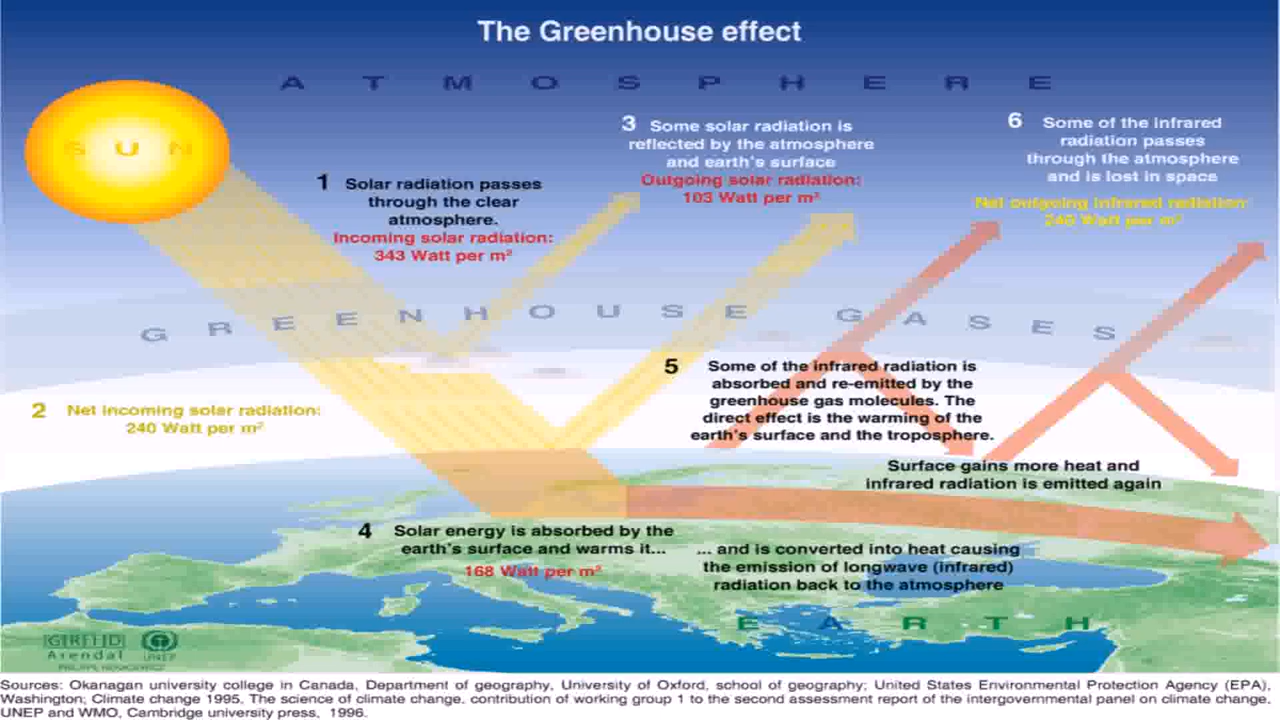 The Greenhouse effect
A T M O S P H E R E
S U N
1 Solar radiation passes
through the clear
atmosphere.
Incoming solar radiation:
343 Watt per m²
3 Some solar radiation is
reflected by the atmosphere
and earth's surface
Outgoing solar radiation:
103 Watt per m²
6 Some of the infrared
radiation passes
through the atmosphere
and is lost in space
Net outgoing infrared radiation:
240 Watt per m²
G R E E N H O U S E G A S E S
2 Net incoming solar radiation:
240 Watt per m²
5 Some of the infrared radiation is
absorbed and re-emitted by the
greenhouse gas molecules. The
direct effect is the warming of the
earth's surface and the troposphere.
Surface gains more heat and
infrared radiation is emitted again
4 Solar energy is absorbed by the
earth's surface and warms it...
168 Watt per m²
... and is converted into heat causing
the emission of longwave (infrared)
radiation back to the atmosphere
E A R T H
GRID
Arendal UNEP
Sources: Okanagan university college in Canada, Department of geography, University of Oxford, school of geography; United States Environmental Protection Agency (EPA),
Washington; Climate change 1995, The science of climate change, contribution of working group 1 to the second assessment report of the intergovernmental panel on climate change,
UNEP and WMO, Cambridge university press, 1996.